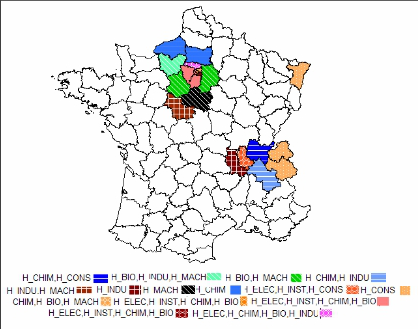 H_CHIM,H_CONS H_BIO,H_INDU,H_MACH H_BIO,H_MACH H_CHIM,H_INDU
H_INDU,H_MACH H_INDU H_MACH H_CHIM H_ELEC,H_INST,H_CONS H_CONS
CHIM,H_BIO,H_MACH H_ELEC,H_INST,H_CHIM,H_BIO H_ELEC,H_INST,H_CHIM,H_BIO
H_ELEC,H_INST,H_CHIM,H_BIO H_ELEC,H_CHIM,H_BIO,H_INDU